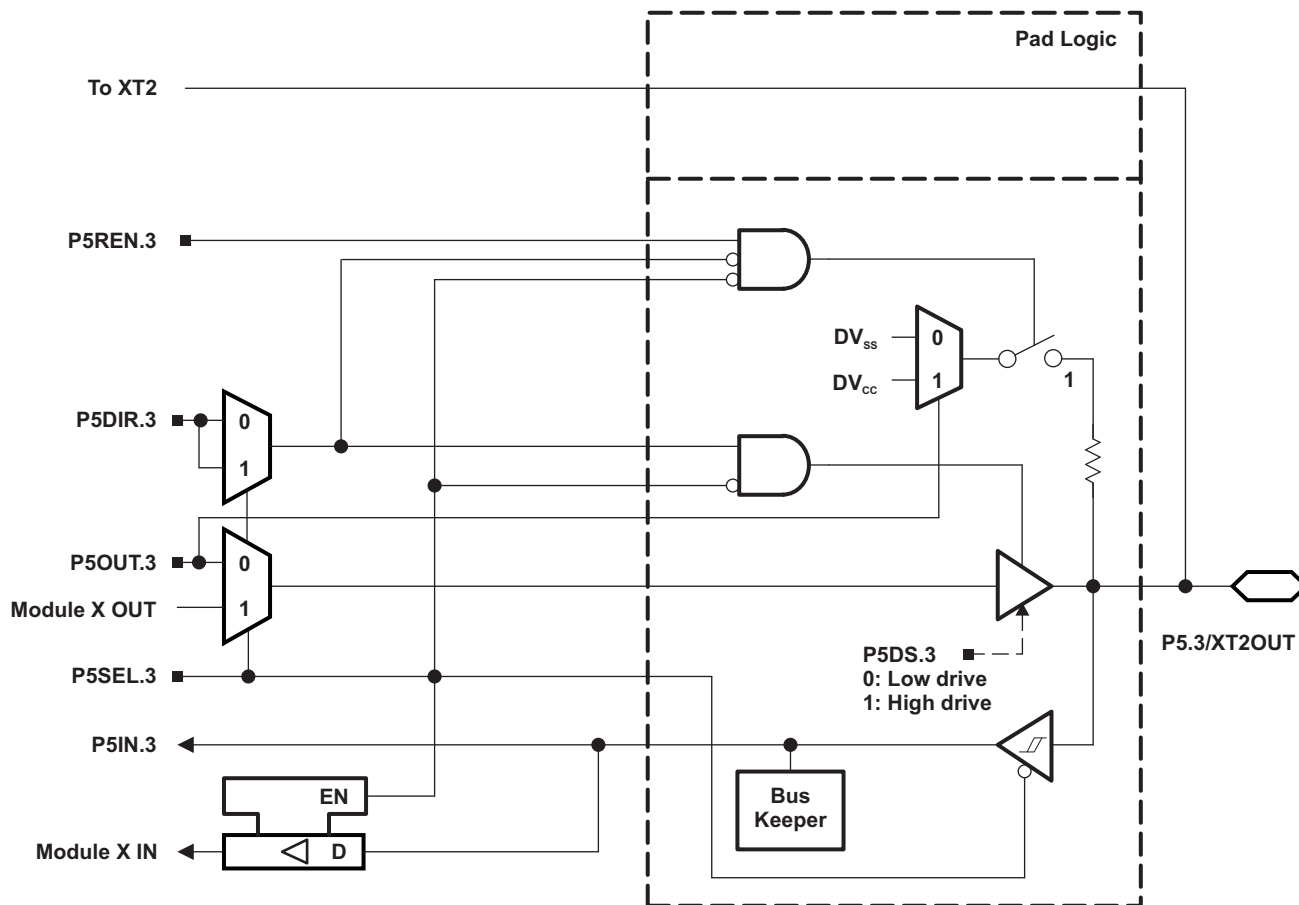 Pad Logic
To XT2
P5REN.3
DVSS
0
DVCC
1
1
P5DIR.3
0
1
P5OUT.3
0
Module X OUT
1
P5SEL.3
P5DS.3
0: Low drive
1: High drive
P5.3/XT2OUT
P5IN.3
EN
Bus
Keeper
Module X IN
D